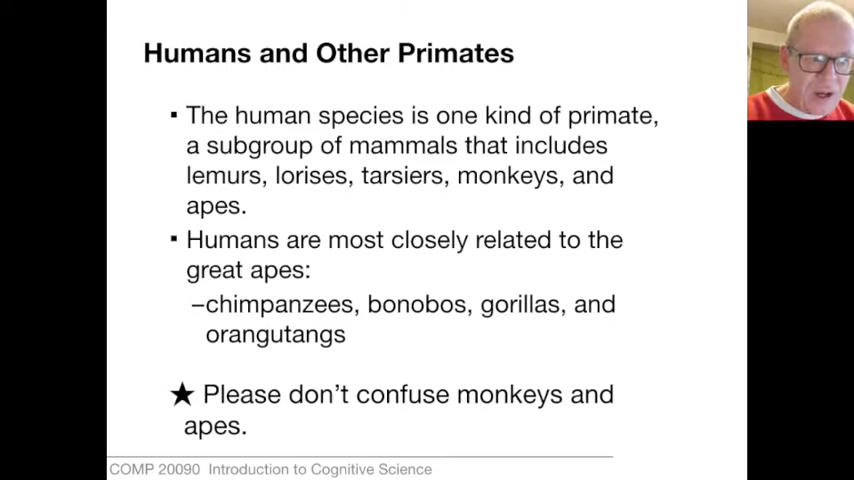 Humans and Other Primates
▪ The human species is one kind of primate,
a subgroup of mammals that includes
lemurs, lorises, tarsiers, monkeys, and
apes.
▪ Humans are most closely related to the
great apes:
–chimpanzees, bonobos, gorillas, and
orangutangs
★ Please don’t confuse monkeys and
apes.
COMP 20090 Introduction to Cognitive Science